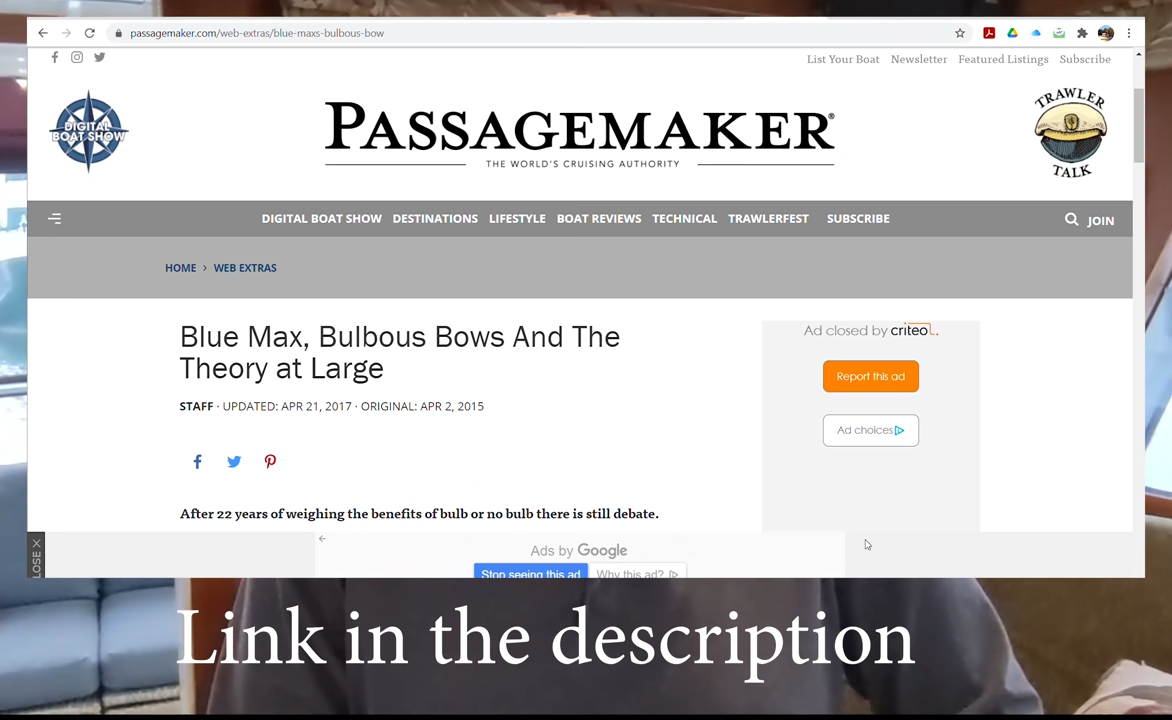 passagemaker.com/web-extras/blue-maxs-bulbous-bow
List Your Boat Newsletter Featured Listings Subscribe
DIGITAL
BOAT SHOW
PASSAGEMAKER®
THE WORLD'S CRUISING AUTHORITY
TRAWLER
TALK
DIGITAL BOAT SHOW DESTINATIONS LIFESTYLE BOAT REVIEWS TECHNICAL TRAWLERFEST SUBSCRIBE
JOIN
HOME > WEB EXTRAS
Blue Max, Bulbous Bows And The
Theory at Large
STAFF · UPDATED: APR 21, 2017 · ORIGINAL: APR 2, 2015
After 22 years of weighing the benefits of bulb or no bulb there is still debate.
Ad closed by criteo
Report this ad
Ad choices
Ads by Google
Stop seeing this ad Why this ad?
LOSE X
Link in the description